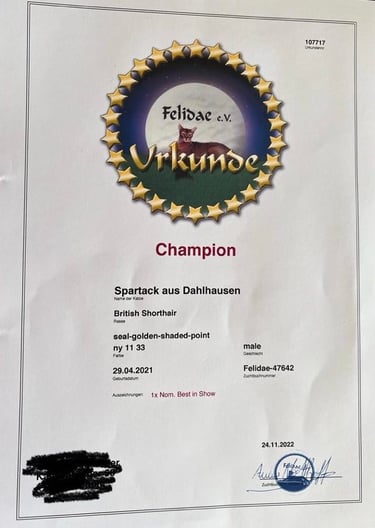 107717
Urkundennr.
Felidae e.V.
Urkunde
Champion
Spartack aus Dahlhausen
Name der Katze
British Shorthair
Rasse
seal-golden-shaded-point
ny 11 33 male
Farbe Geschlecht
29.04.2021 Felidae-47642
Geburtsdatum Zuchtbuchnummer
Auszeichnungen: 1x Nom. Best in Show
24.11.2022
Felidae